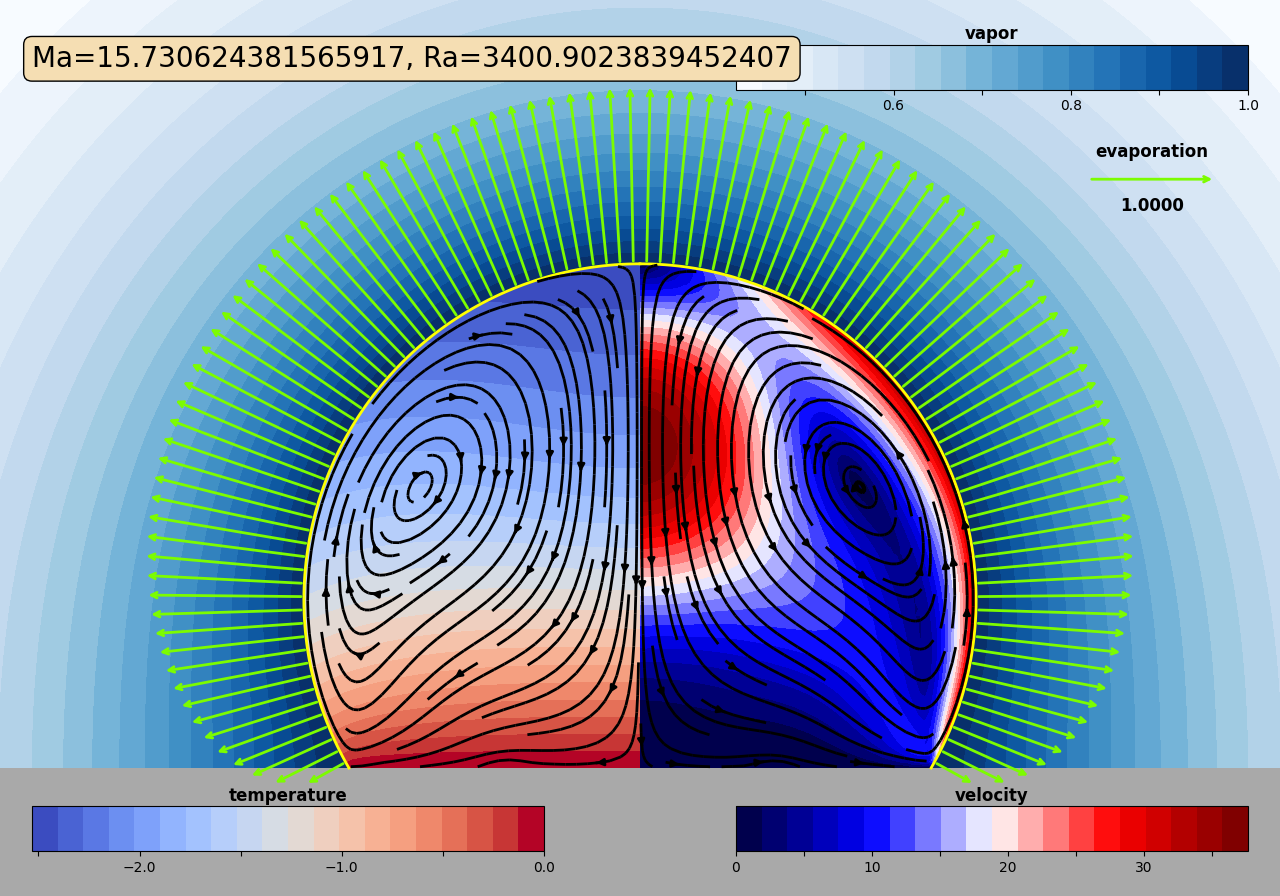 vapor
Ma=15.730624381565917, Ra=3400.9023839452407
0.6 0.8 1.0
evaporation
1.0000
temperature
−2.0 −1.0 0.0
velocity
0 10 20 30